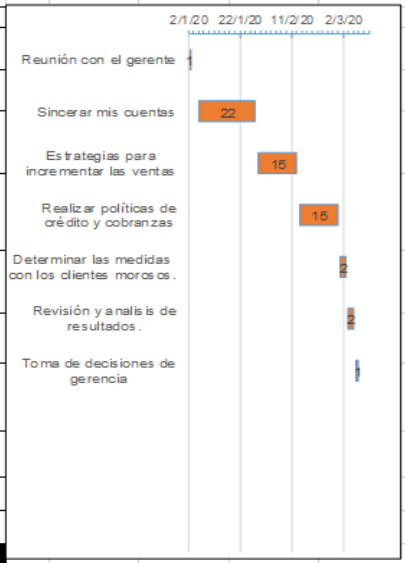 2/1/20 22/1/20 11/2/20 2/3/20
Reunión con el gerente 1
Sincerar mis cuentas 22
Estrategias para
incrementar las ventas 15
Realizar políticas de
crédito y cobranzas 15
Determinar las medidas
con los clientes morosos. 2
Revisión y analisis de
resultados. 2
Toma de decisiones de
gerencia 1